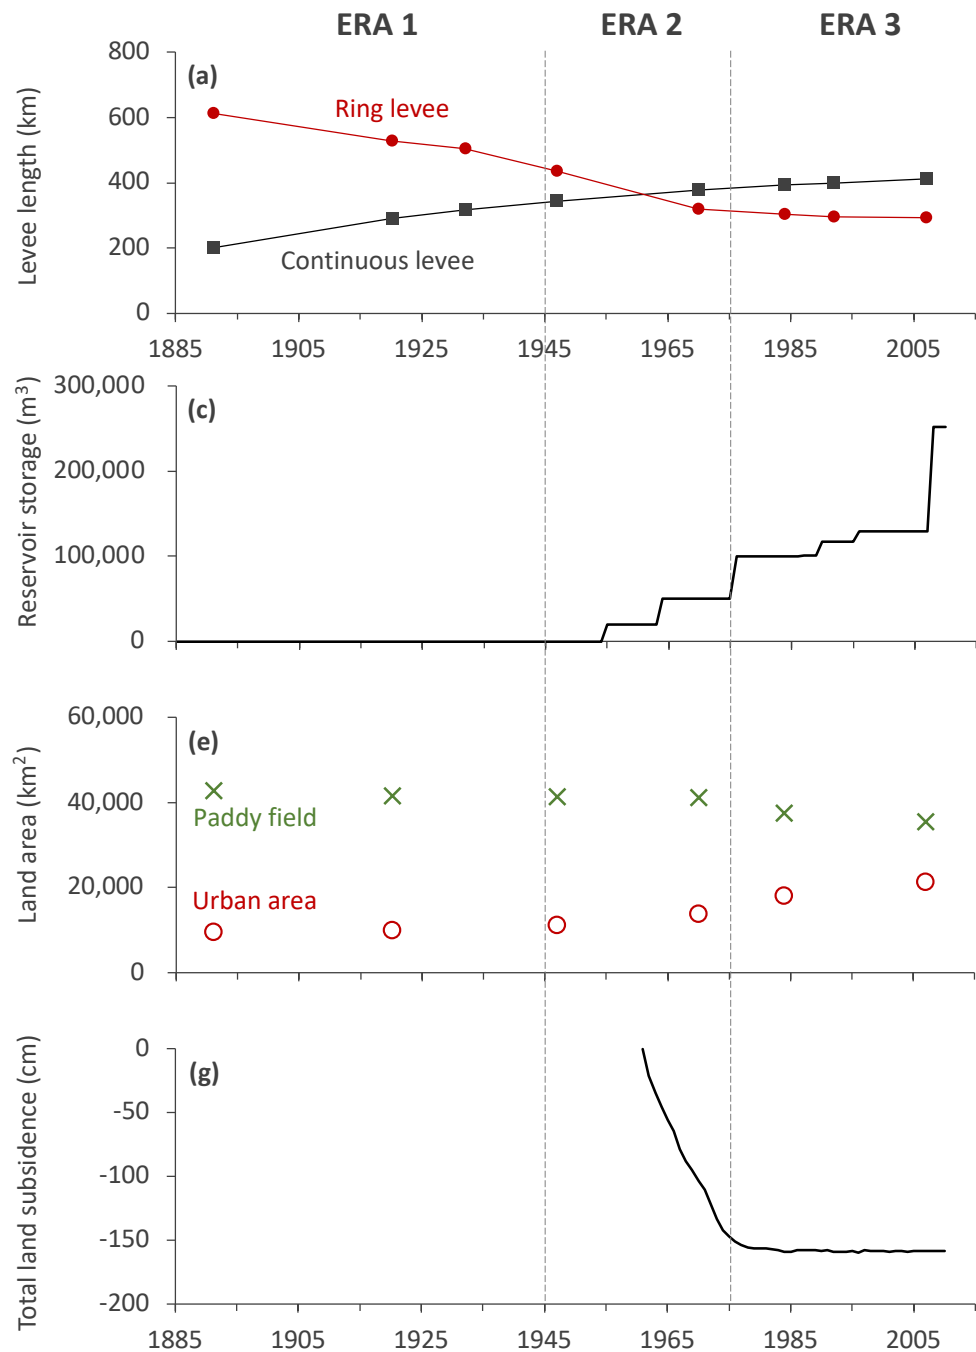 ERA 1 ERA 2 ERA 3
Levee length (km)
800
600
400
200
0
(a)
Ring levee
Continuous levee
1885 1905 1925 1945 1965 1985 2005
Reservoir storage (m³)
300,000
200,000
100,000
0
(c)
Land area (km²)
60,000
40,000
20,000
0
(e)
Paddy field
Urban area
Total land subsidence (cm)
0
-50
-100
-150
-200
(g)
1885 1905 1925 1945 1965 1985 2005